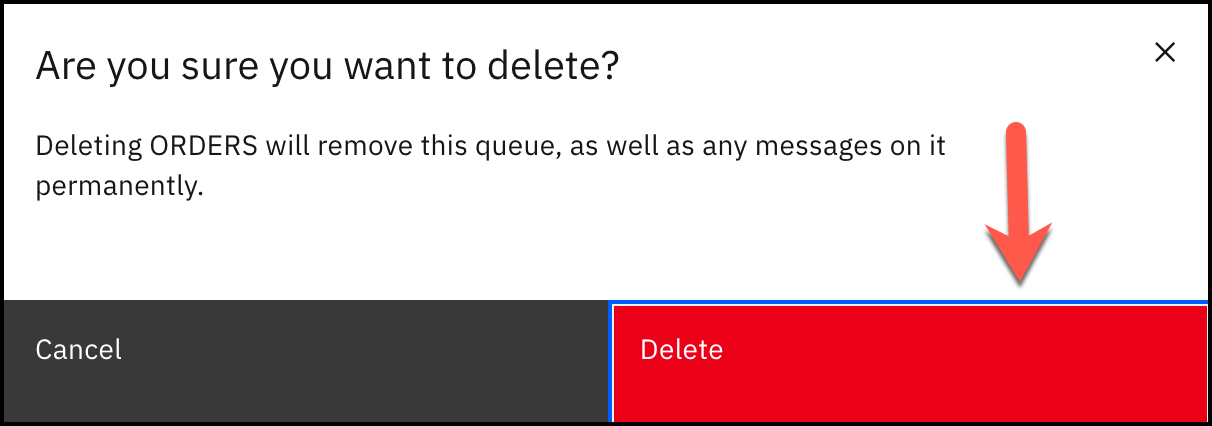 Are you sure you want to delete?
Deleting ORDERS will remove this queue, as well as any messages on it
permanently.
Cancel
Delete